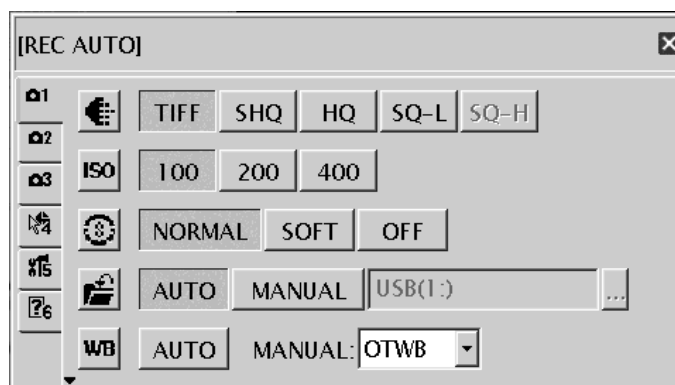 [REC AUTO]
1
TIFF SHQ HQ SQ-L SQ-H
2
ISO 100 200 400
3
4
NORMAL SOFT OFF
5
AUTO MANUAL USB(1:) ...
?6
WB AUTO MANUAL: OTWB